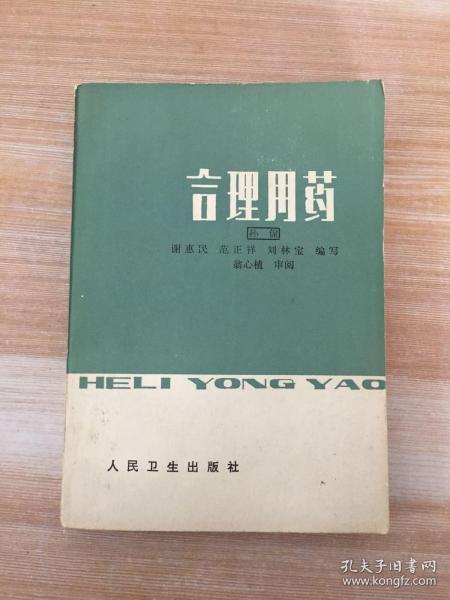 合理用药
孙保
谢惠民 范正祥 刘林宝 编写
翁心植 审阅
HELI YONG YAO
人民卫生出版社
孔夫子旧书网
www.kongfz.com